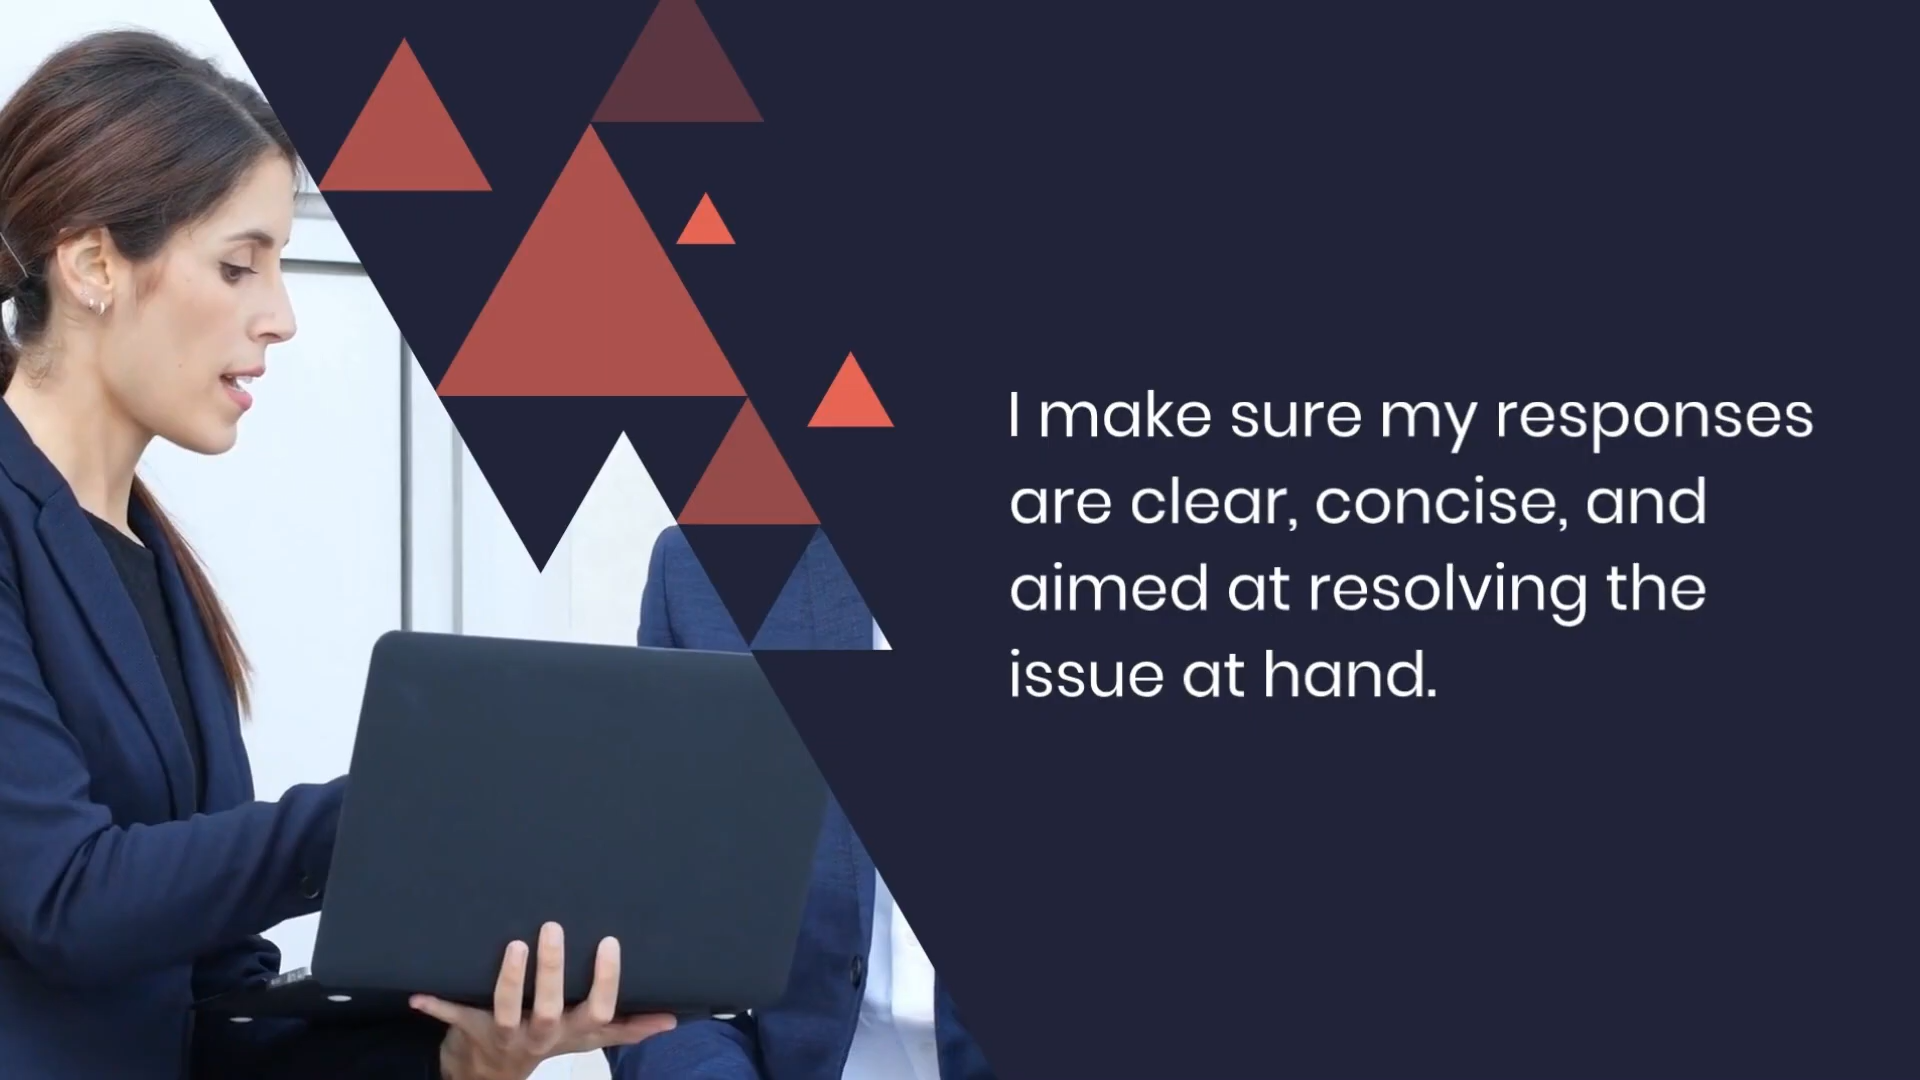 I make sure my responses
are clear, concise, and
aimed at resolving the
issue at hand.